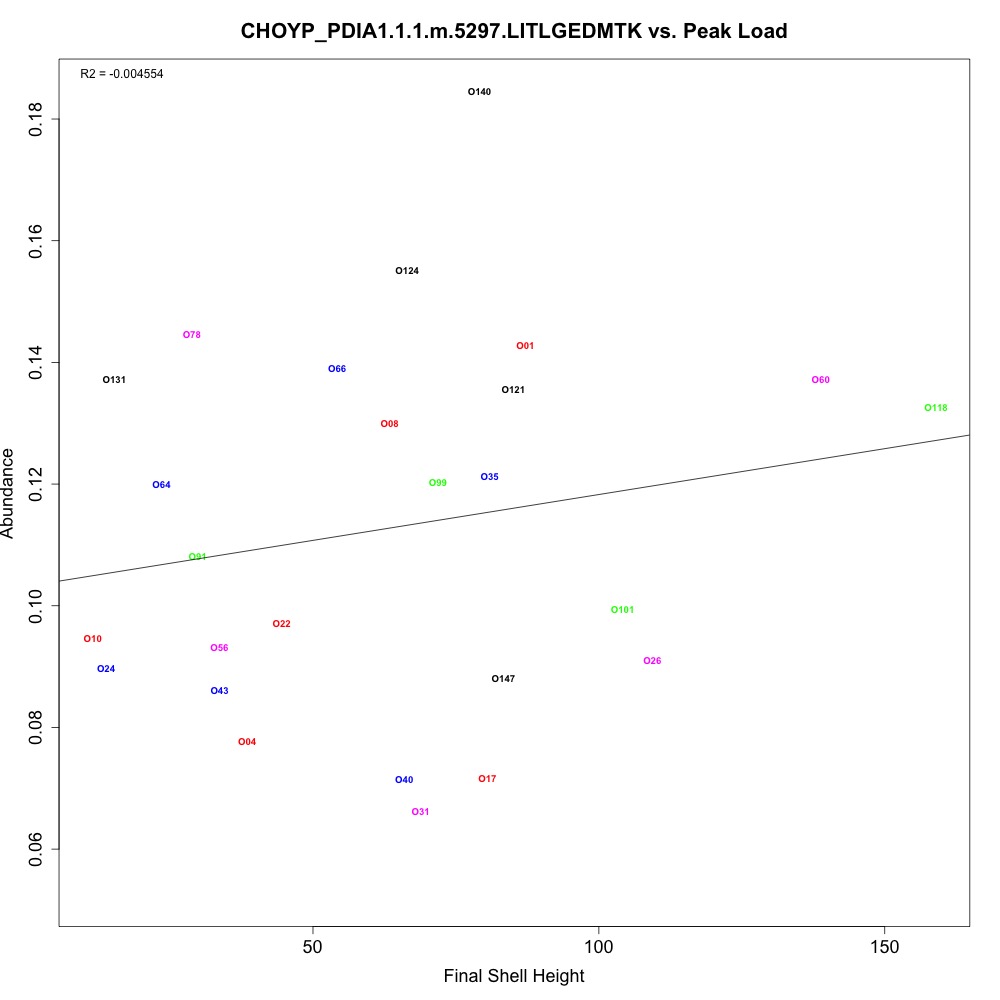 CHOYP_PDIA1.1.1.m.5297.LITLGEDMTK vs. Peak Load
R2 = -0.004554
O140
0.18
0.16
O124
O78
O01
0.14
O66
O131
O60
O121
O118
O08
0.12
O99
O35
O64
Abundance
O91
0.10
O101
O22
O10
O56
O26
O24
O147
O43
0.08
O04
O40
O17
O31
0.06
50
100
150
Final Shell Height